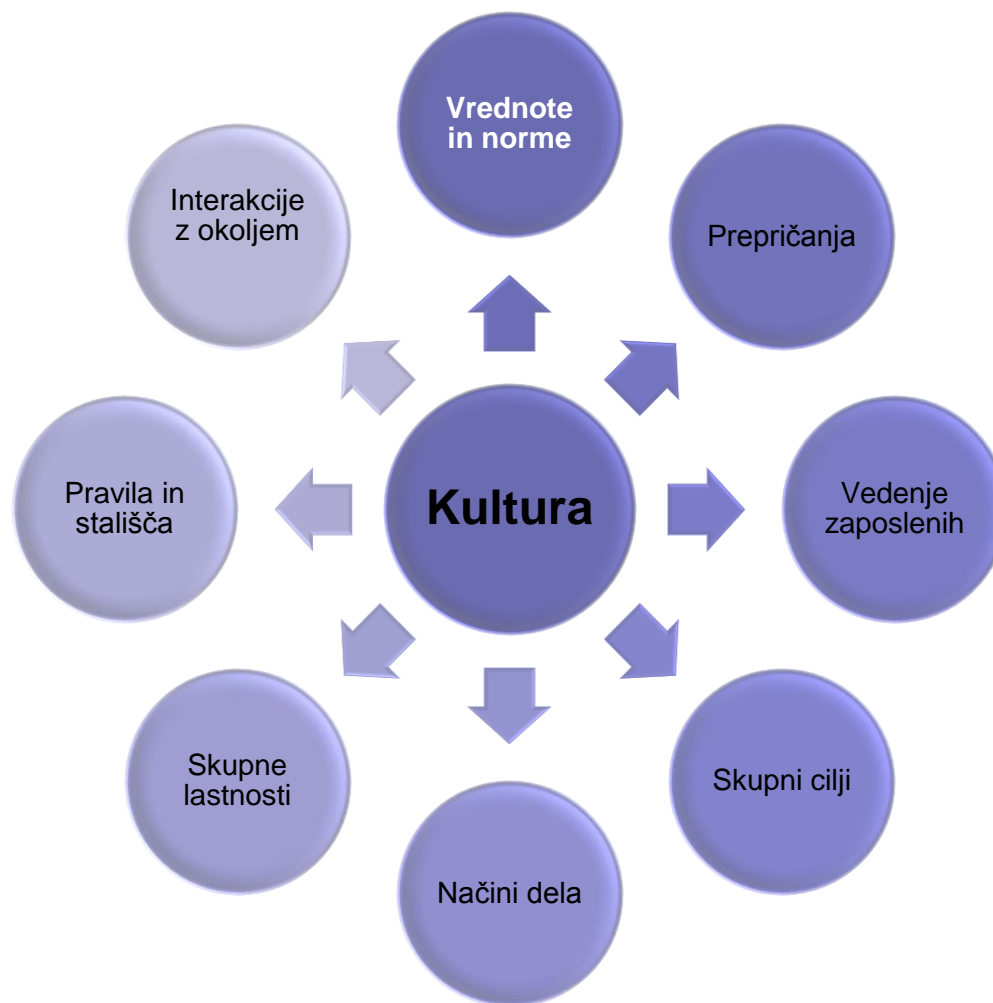 Vrednote
in norme
Prepričanja
Vedenje
zaposlenih
Skupni cilji
Načini dela
Skupne
lastnosti
Pravila in
stališča
Interakcije
z okoljem
Kultura